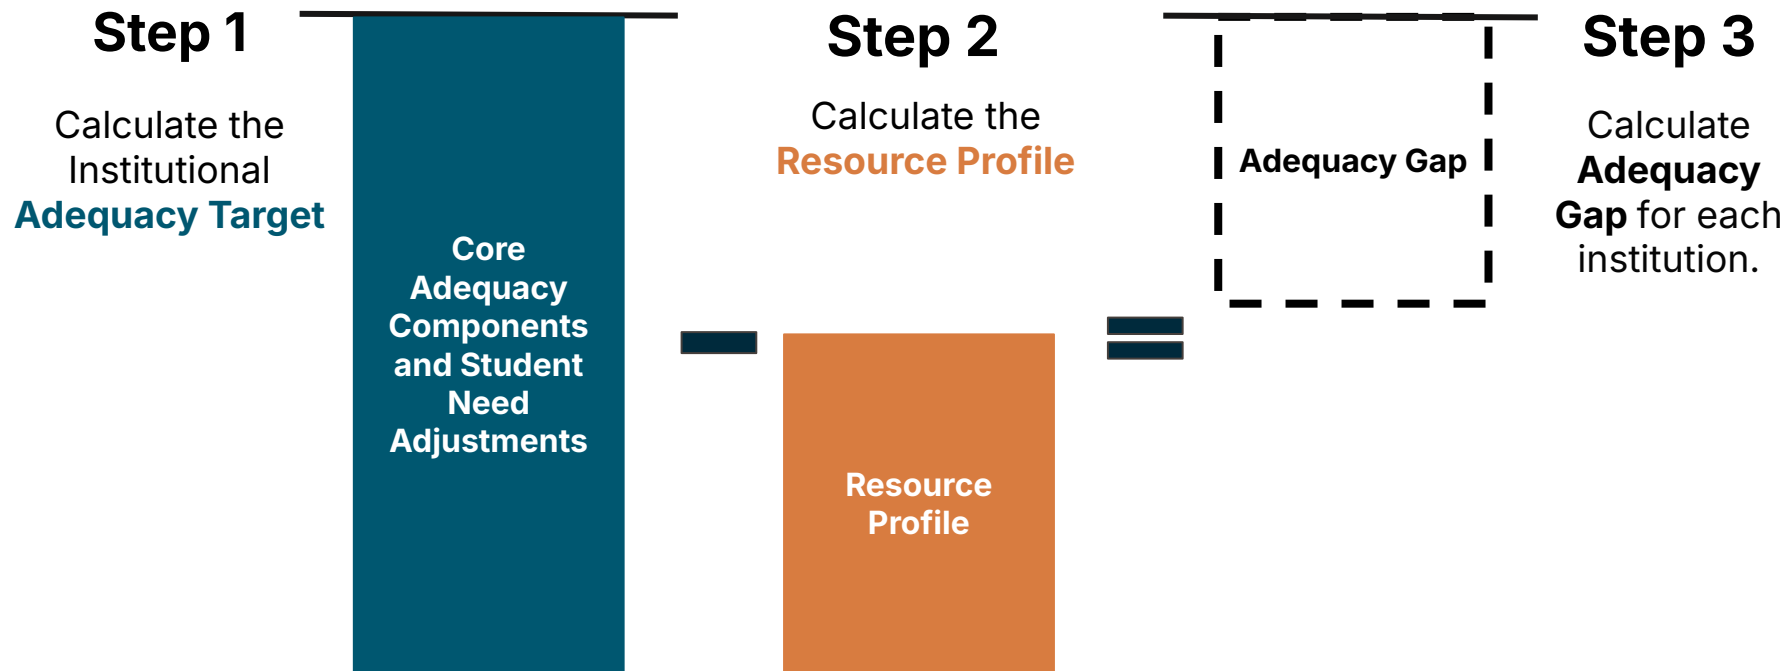 Step 1
Calculate the
Institutional
Adequacy Target
Core
Adequacy
Components
and Student
Need
Adjustments
Step 2
Calculate the
Resource Profile
Resource
Profile
Adequacy Gap
Step 3
Calculate
Adequacy
Gap for each
institution.